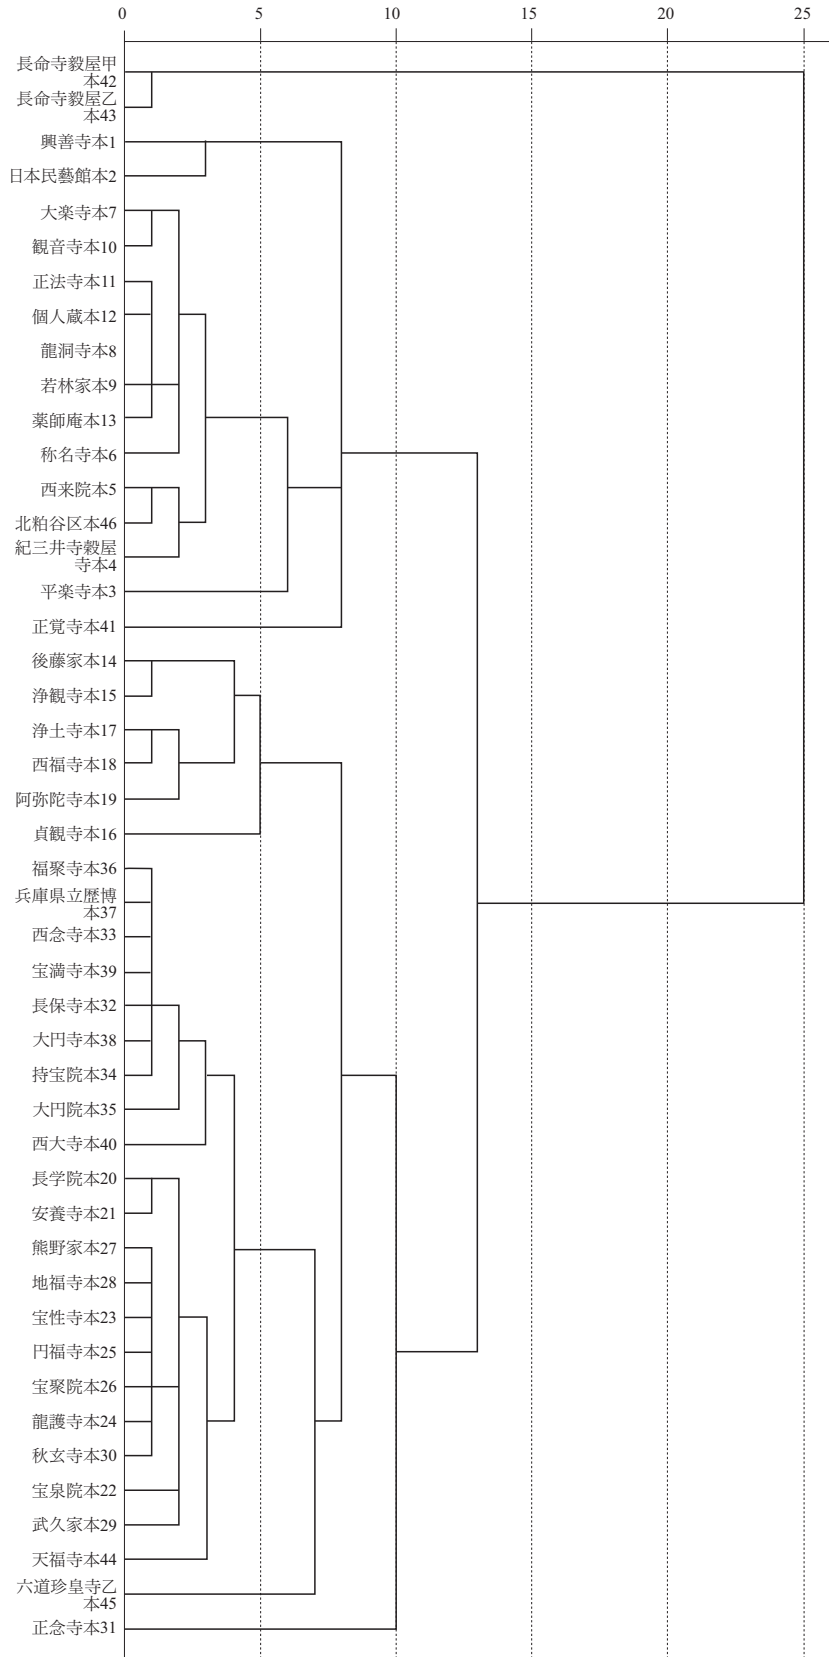 0 5 10 15 20 25
長命寺毅屋甲
本42
長命寺毅屋乙
本43
興善寺本1
日本民藝館本2
大楽寺本7
観音寺本10
正法寺本11
個人蔵本12
龍洞寺本8
若林家本9
薬師庵本13
称名寺本6
西来院本5
北粕谷区本46
紀三井寺穀屋
寺本4
平楽寺本3
正覚寺本41
後藤家本14
浄観寺本15
浄土寺本17
西福寺本18
阿弥陀寺本19
貞観寺本16
福聚寺本36
兵庫県立歴博
本37
西念寺本33
宝満寺本39
長保寺本32
大円寺本38
持宝院本34
大円院本35
西大寺本40
長学院本20
安養寺本21
熊野家本27
地福寺本28
宝性寺本23
円福寺本25
宝聚院本26
龍護寺本24
秋玄寺本30
宝泉院本22
武久家本29
天福寺本44
六道珍皇寺乙
本45
正念寺本31